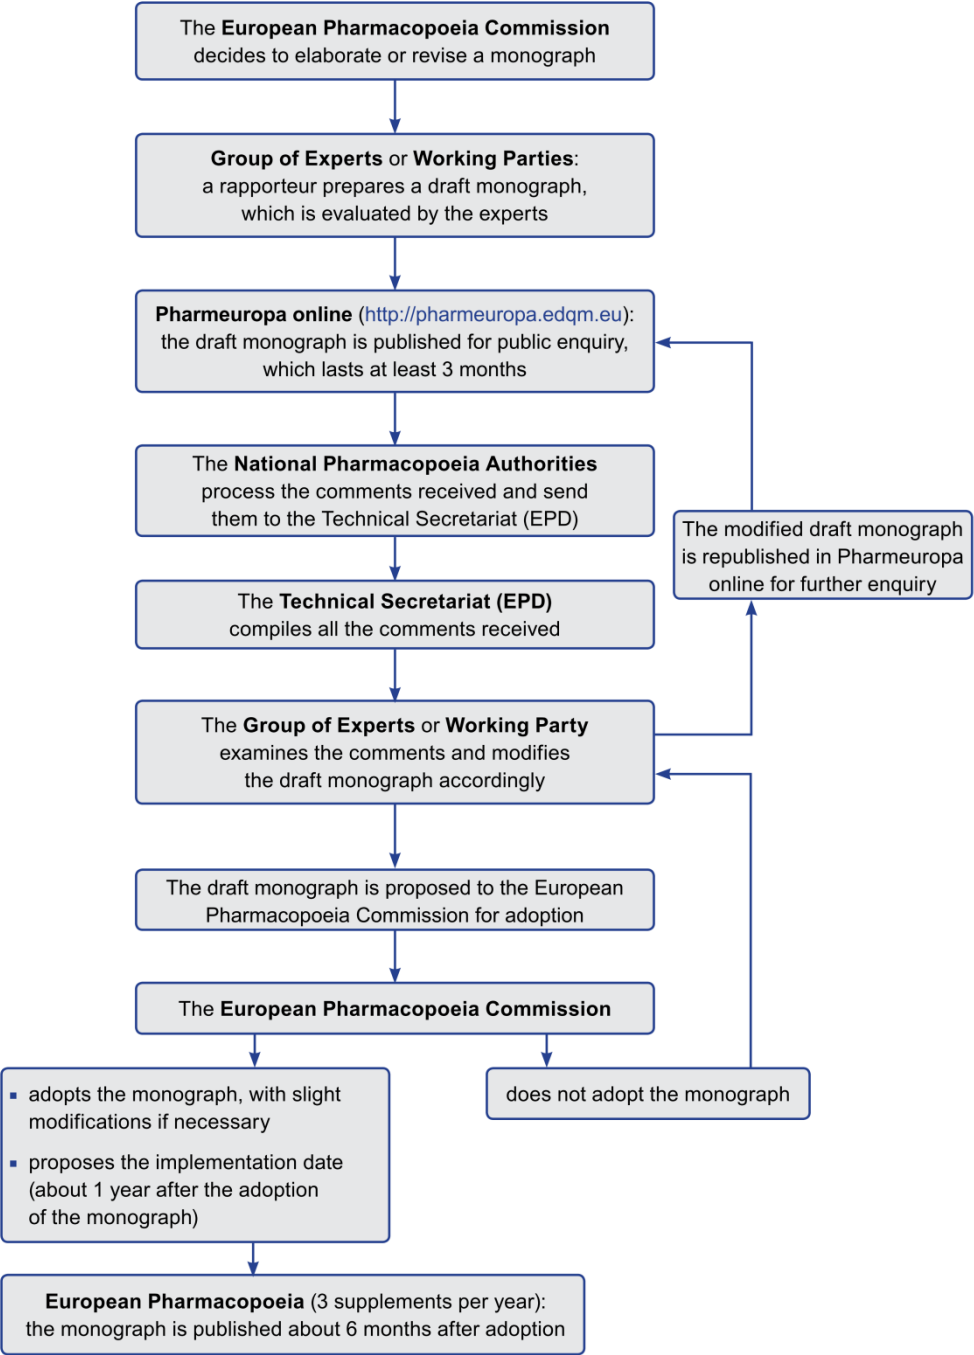 The European Pharmacopoeia Commission
decides to elaborate or revise a monograph
Group of Experts or Working Parties:
a rapporteur prepares a draft monograph,
which is evaluated by the experts
Pharmeuropa online (http://pharmeuropa.edqm.eu):
the draft monograph is published for public enquiry,
which lasts at least 3 months
The National Pharmacopoeia Authorities
process the comments received and send
them to the Technical Secretariat (EPD)
The modified draft monograph
is republished in Pharmeuropa
online for further enquiry
The Technical Secretariat (EPD)
compiles all the comments received
The Group of Experts or Working Party
examines the comments and modifies
the draft monograph accordingly
The draft monograph is proposed to the European
Pharmacopoeia Commission for adoption
The European Pharmacopoeia Commission
▪ adopts the monograph, with slight
modifications if necessary
▪ proposes the implementation date
(about 1 year after the adoption
of the monograph)
does not adopt the monograph
European Pharmacopoeia (3 supplements per year):
the monograph is published about 6 months after adoption